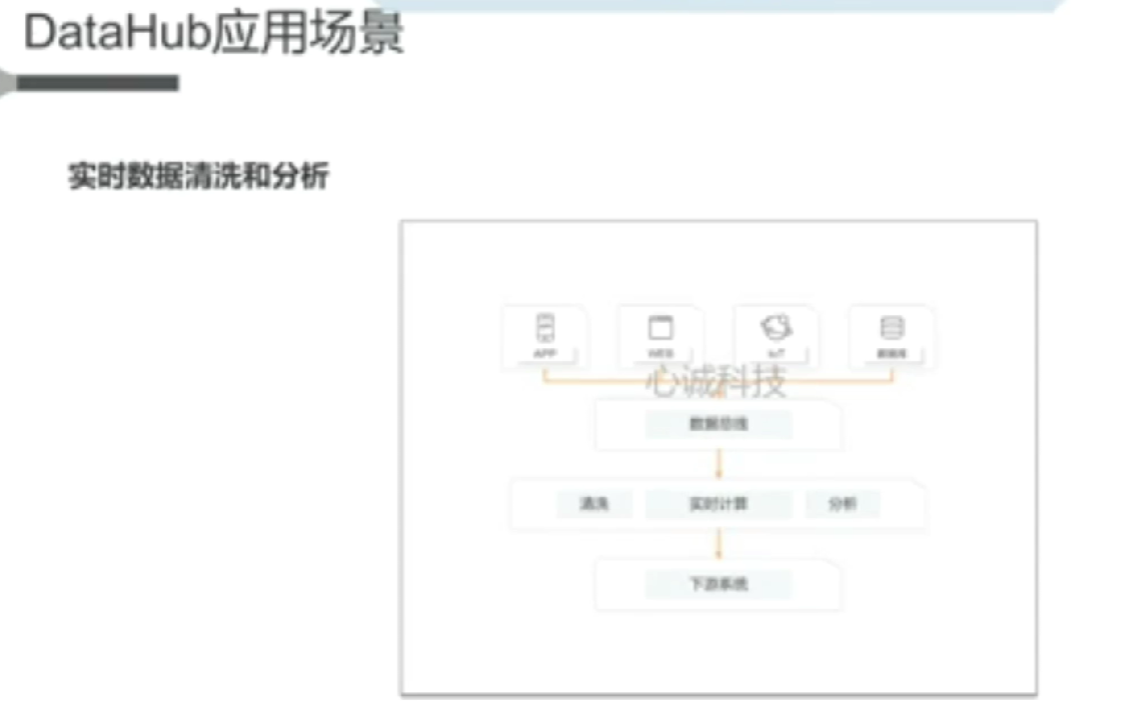 DataHub应用场景
实时数据清洗和分析
APP WEB IoT 数据库
心诚科技
数据总线
清洗 实时计算 分析
下游系统